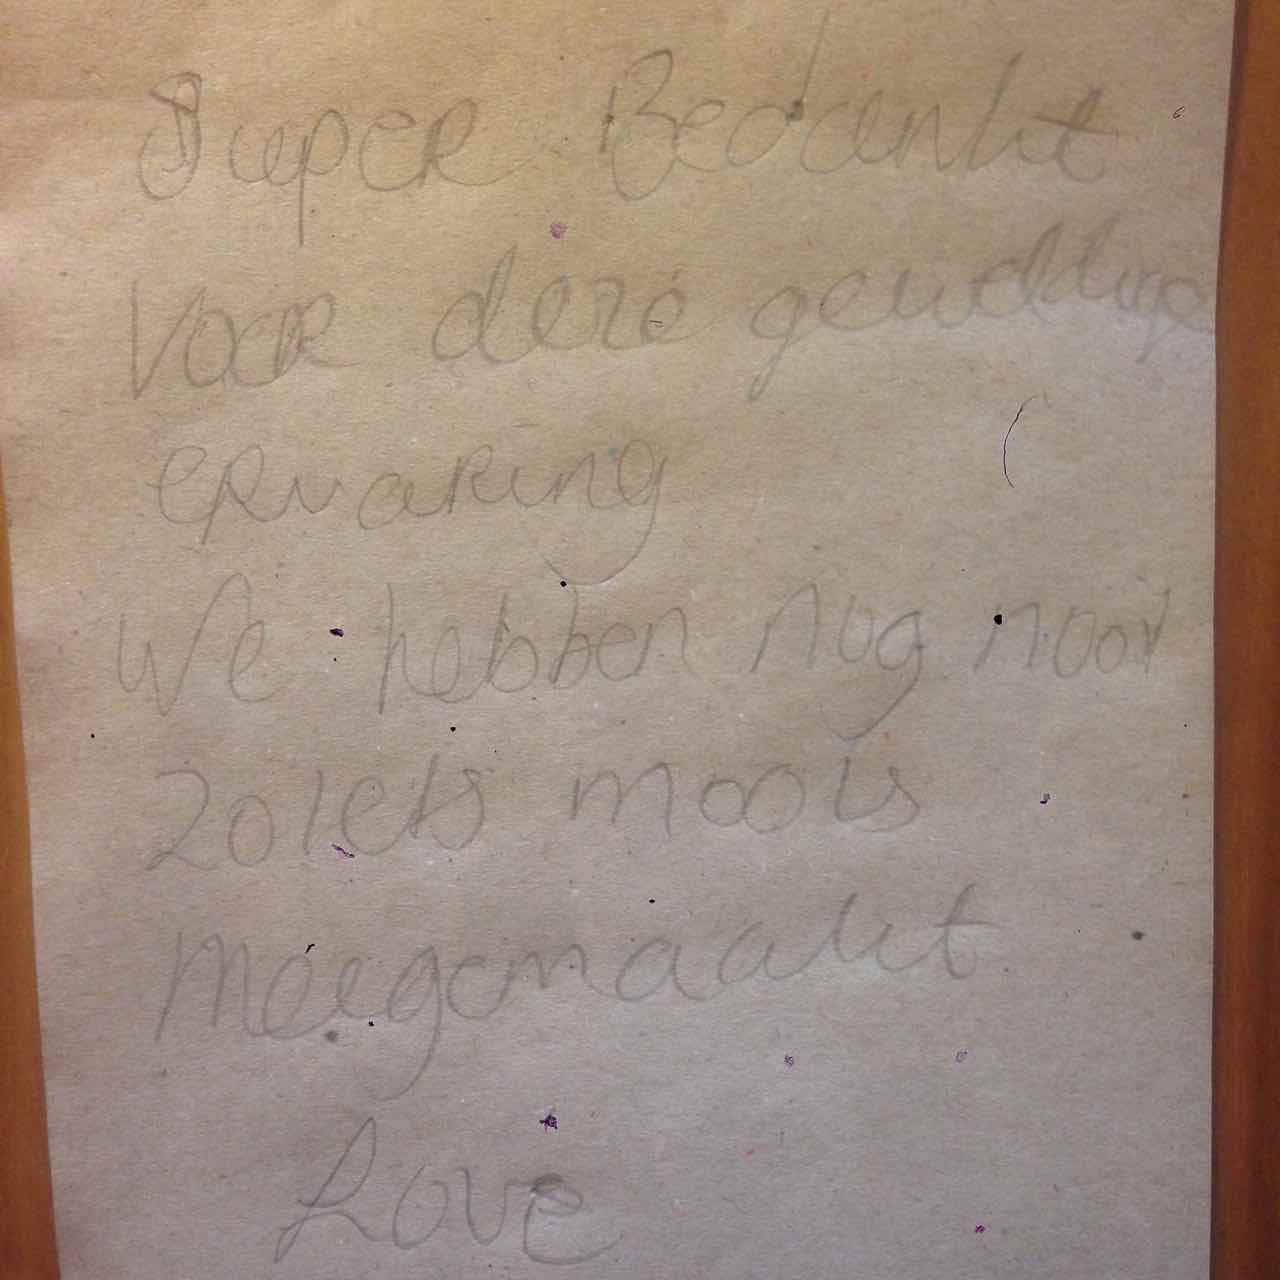 Super Bedankt
Voor deze geweldige
ervaring
We hebben nog nooit
zoiets moois
meegemaakt
Love